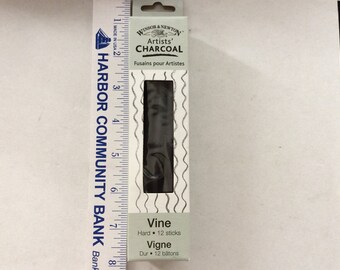 WINSOR & NEWTON
Artists'
CHARCOAL
Fusains pour Artistes
Vine
Hard • 12 sticks
Vigne
Dur • 12 bâtons
HARBOR COMMUNITY BANK
1
2
3
4
5
6
7
8